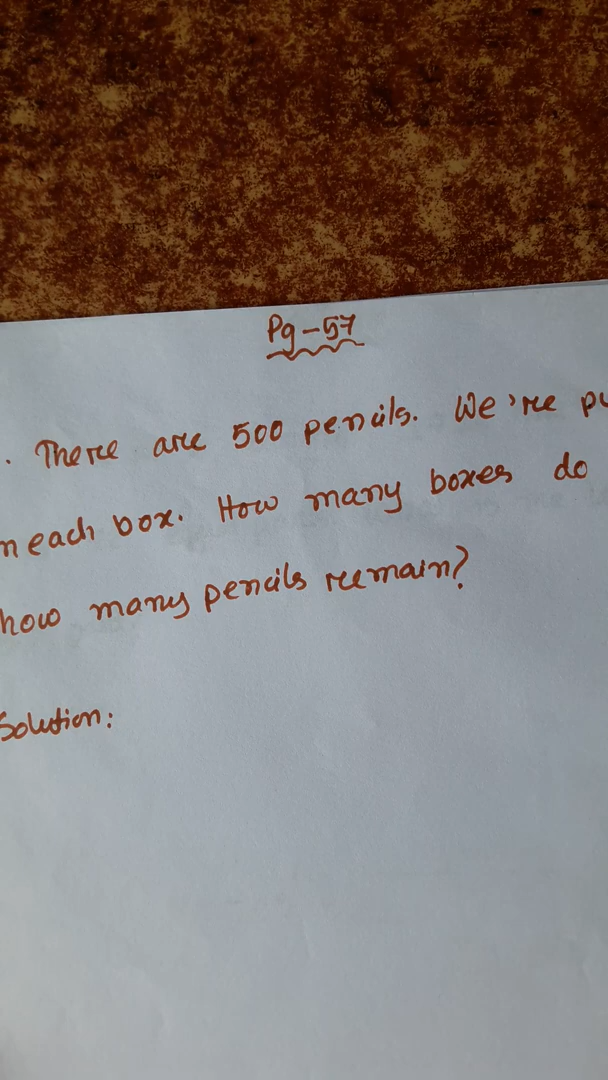 Pg-57
. There are 500 pencils. We're pu
n each box. How many boxes do
how many pencils remain?
Solution: